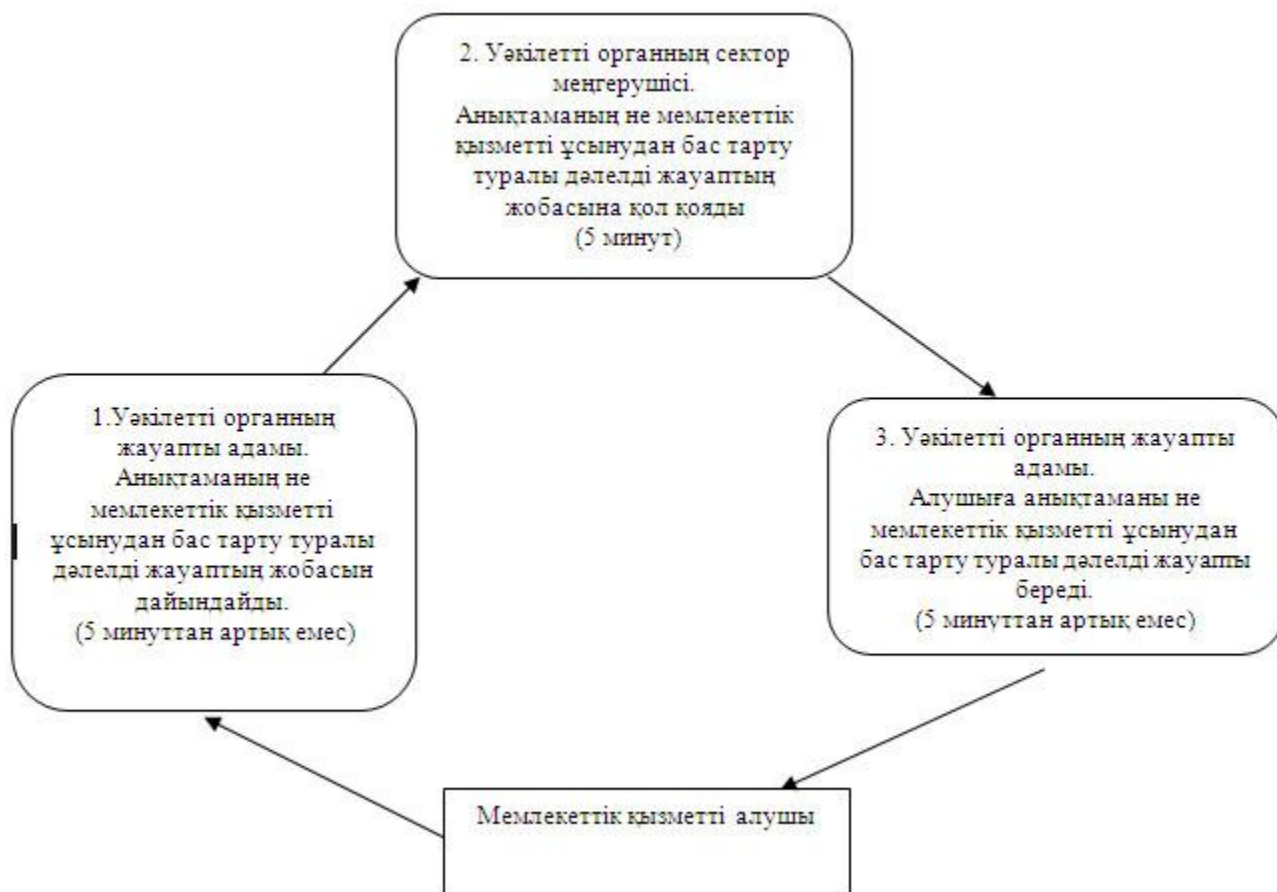 2. Уәкілетті органның сектор
меңгерушісі.
Анықтаманың не мемлекеттік
қызметті ұсынудан бас тарту
туралы дәлелді жауаптың
жобасына қол қояды
(5 минут)
1.Уәкілетті органның
жауапты адамы.
Анықтаманың не
мемлекеттік қызметті
ұсынудан бас тарту туралы
дәлелді жауаптың жобасын
дайындайды.
(5 минуттан артық емес)
3. Уәкілетті органның жауапты
адамы.
Алушыға анықтаманы не
мемлекеттік қызметті ұсынудан
бас тарту туралы дәлелді жауапты
береді.
(5 минуттан артық емес)
Мемлекеттік қызметті алушы